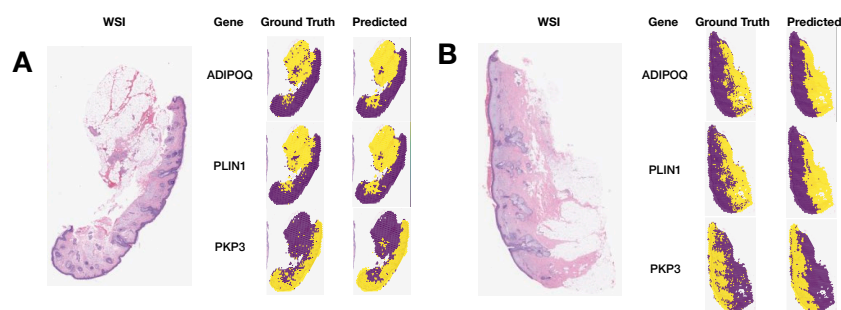 WSI Gene Ground Truth Predicted WSI Gene Ground Truth Predicted
A B
ADIPOQ ADIPOQ
PLIN1 PLIN1
PKP3 PKP3